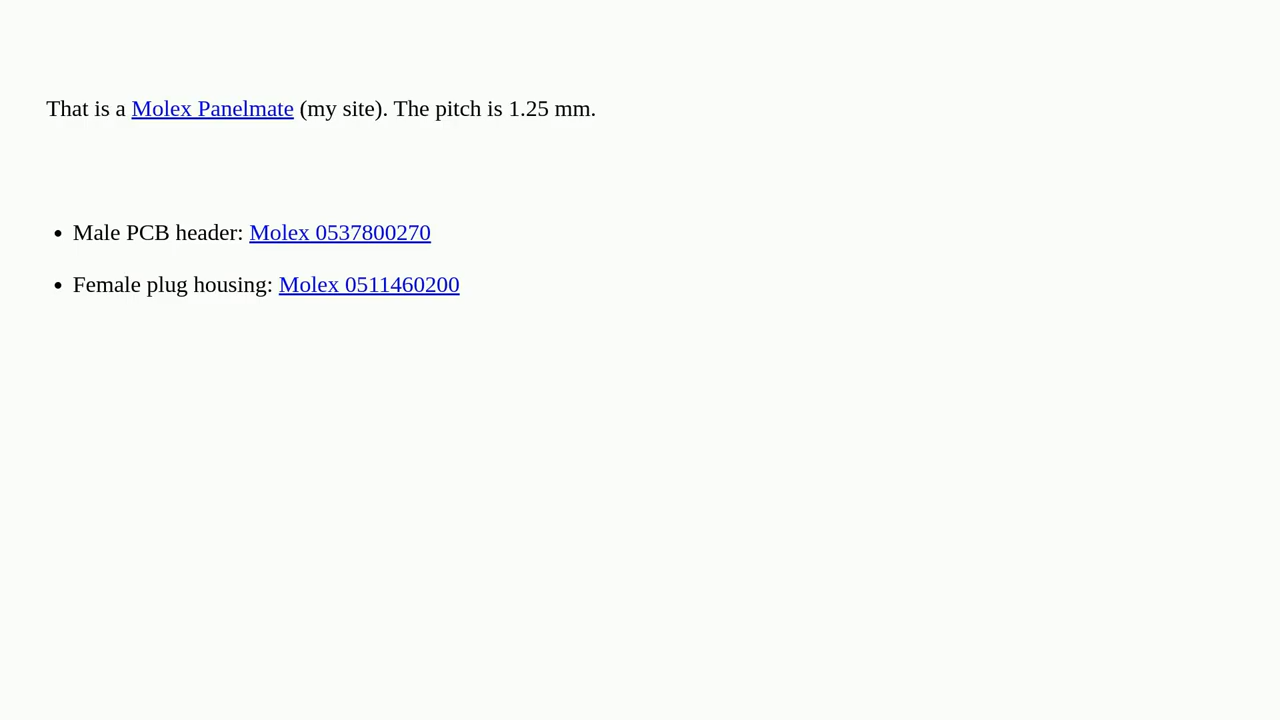 That is a Molex Panelmate (my site). The pitch is 1.25 mm.
• Male PCB header: Molex 0537800270
• Female plug housing: Molex 0511460200